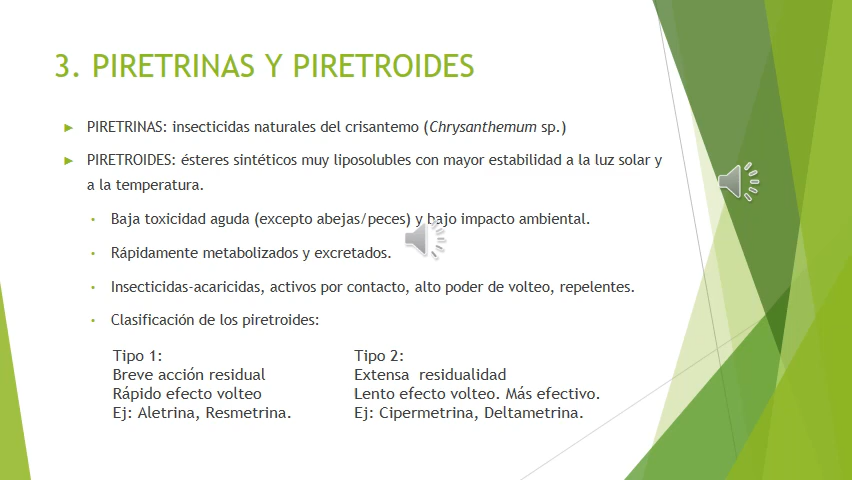 3. PIRETRINAS Y PIRETROIDES
► PIRETRINAS: insecticidas naturales del crisantemo (Chrysanthemum sp.)
► PIRETROIDES: ésteres sintéticos muy liposolubles con mayor estabilidad a la luz solar y
a la temperatura.
• Baja toxicidad aguda (excepto abejas/peces) y bajo impacto ambiental.
• Rápidamente metabolizados y excretados.
• Insecticidas-acaricidas, activos por contacto, alto poder de volteo, repelentes.
• Clasificación de los piretroides:
Tipo 1:
Breve acción residual
Rápido efecto volteo
Ej: Aletrina, Resmetrina.
Tipo 2:
Extensa residualidad
Lento efecto volteo. Más efectivo.
Ej: Cipermetrina, Deltametrina.